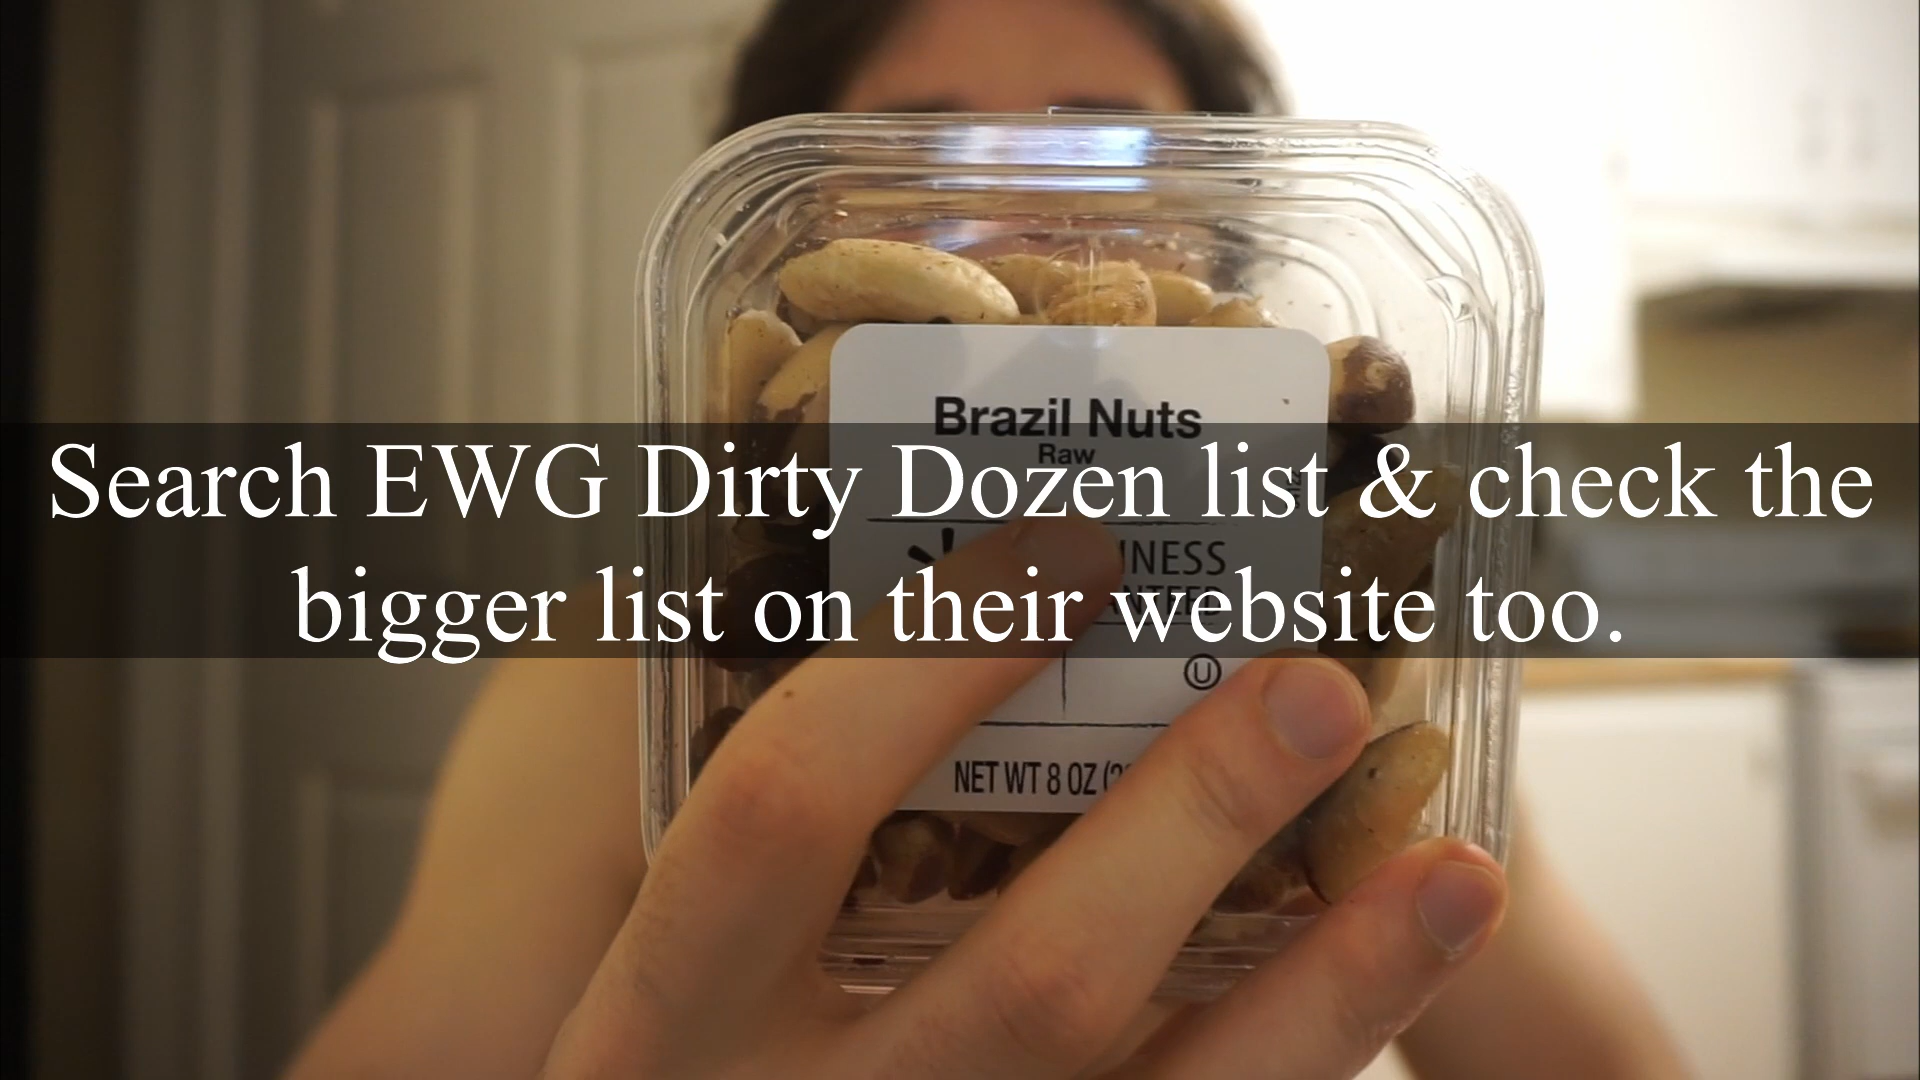 Brazil Nuts
Raw
Search EWG Dirty Dozen list & check the
bigger list on their website too.
NET WT 8 OZ